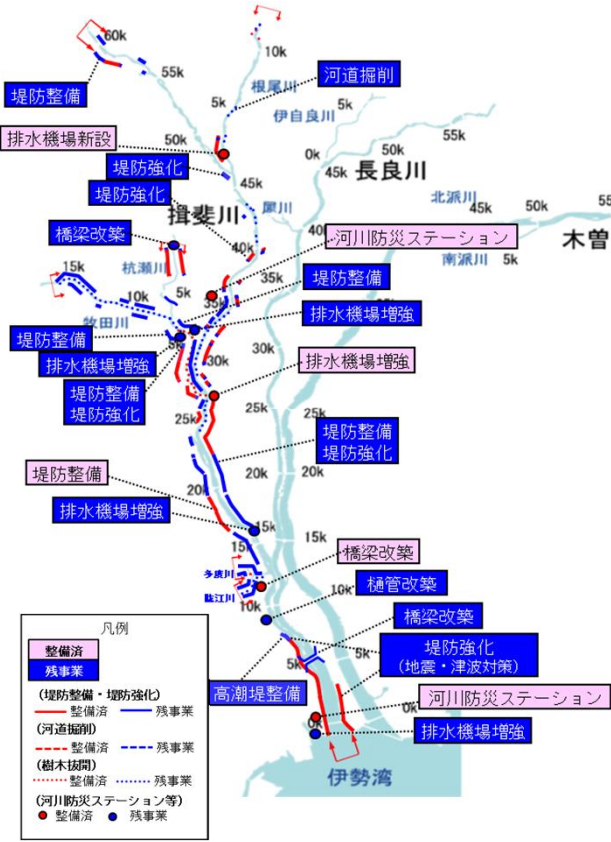 60k
10k
堤防整備
55k
根尾川
河道掘削
5k
伊自良川
5k
排水機場新設
50k
0k
50k
55k
堤防強化
45k
長良川
45k
堤防強化
揖斐川
犀川
北派川
45k
50k
55
木曽
橋梁改築
40k
40
河川防災ステーション
南派川
5k
15k
杭瀬川
35k
堤防整備
10k
5k
35k
牧田川
排水機場増強
堤防整備
5k
排水機場増強
30k
30k
排水機場増強
堤防整備
堤防強化
25k
25k
25k
堤防整備
堤防強化
堤防整備
20k
20k
20k
排水機場増強
15k
15k
15k
橋梁改築
多度川
肱江川
樋管改築
10k
10k
橋梁改築
堤防強化
(地震・津波対策)
5k
5k
高潮堤整備
河川防災ステーション
0k
0k
排水機場増強
伊勢湾
凡例
整備済
残事業
(堤防整備・堤防強化)
整備済 残事業
(河道掘削)
整備済 残事業
(樹木抜開)
整備済 残事業
(河川防災ステーション等)
整備済 残事業